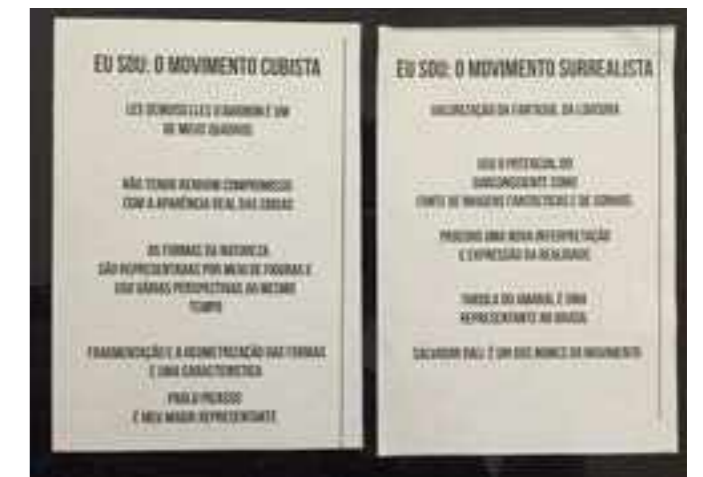 EU SOU: O MOVIMENTO CUBISTA
LES DEMOISELLES D'AVIGNON É UM
DE MEUS QUADROS
NÃO TENHO NENHUM COMPROMISSO
COM A APARÊNCIA REAL DAS COISAS
AS FORMAS DA NATUREZA
SÃO REPRESENTADAS POR MEIO DE FIGURAS E
USO VÁRIAS PERSPECTIVAS AO MESMO
TEMPO
FRAGMENTAÇÃO E A GEOMETRIZAÇÃO DAS FORMAS
É UMA CARACTERÍSTICA
PABLO PICASSO
É MEU MAIOR REPRESENTANTE
EU SOU: O MOVIMENTO SURREALISTA
VALORIZAÇÃO DA FANTASIA, DA LOUCURA
USO O POTENCIAL DO
SUBCONSCIENTE COMO
FONTE DE IMAGENS FANTÁSTICAS E DE SONHOS
PROCURO UMA NOVA INTERPRETAÇÃO
E EXPRESSÃO DA REALIDADE
TARSILA DO AMARAL É UMA
REPRESENTANTE NO BRASIL
SALVADOR DALI É UM DOS NOMES DO MOVIMENTO